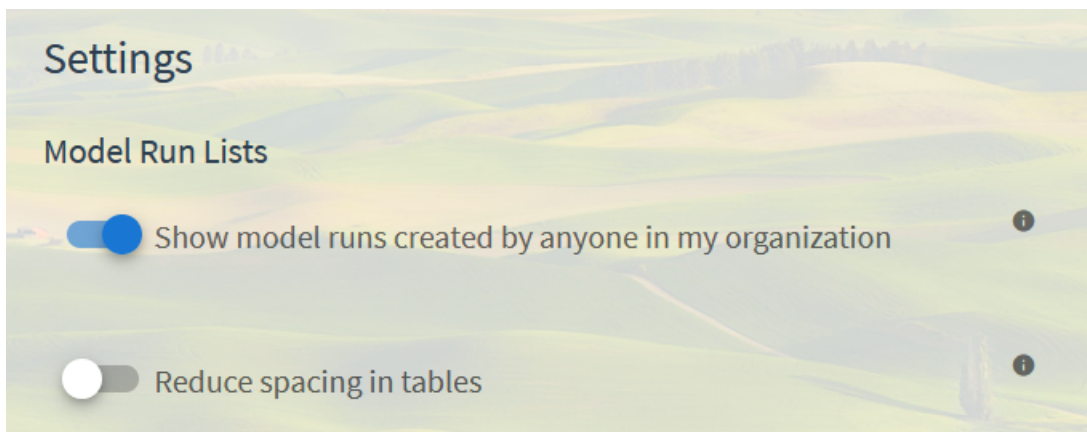 Settings
Model Run Lists
Show model runs created by anyone in my organization
Reduce spacing in tables